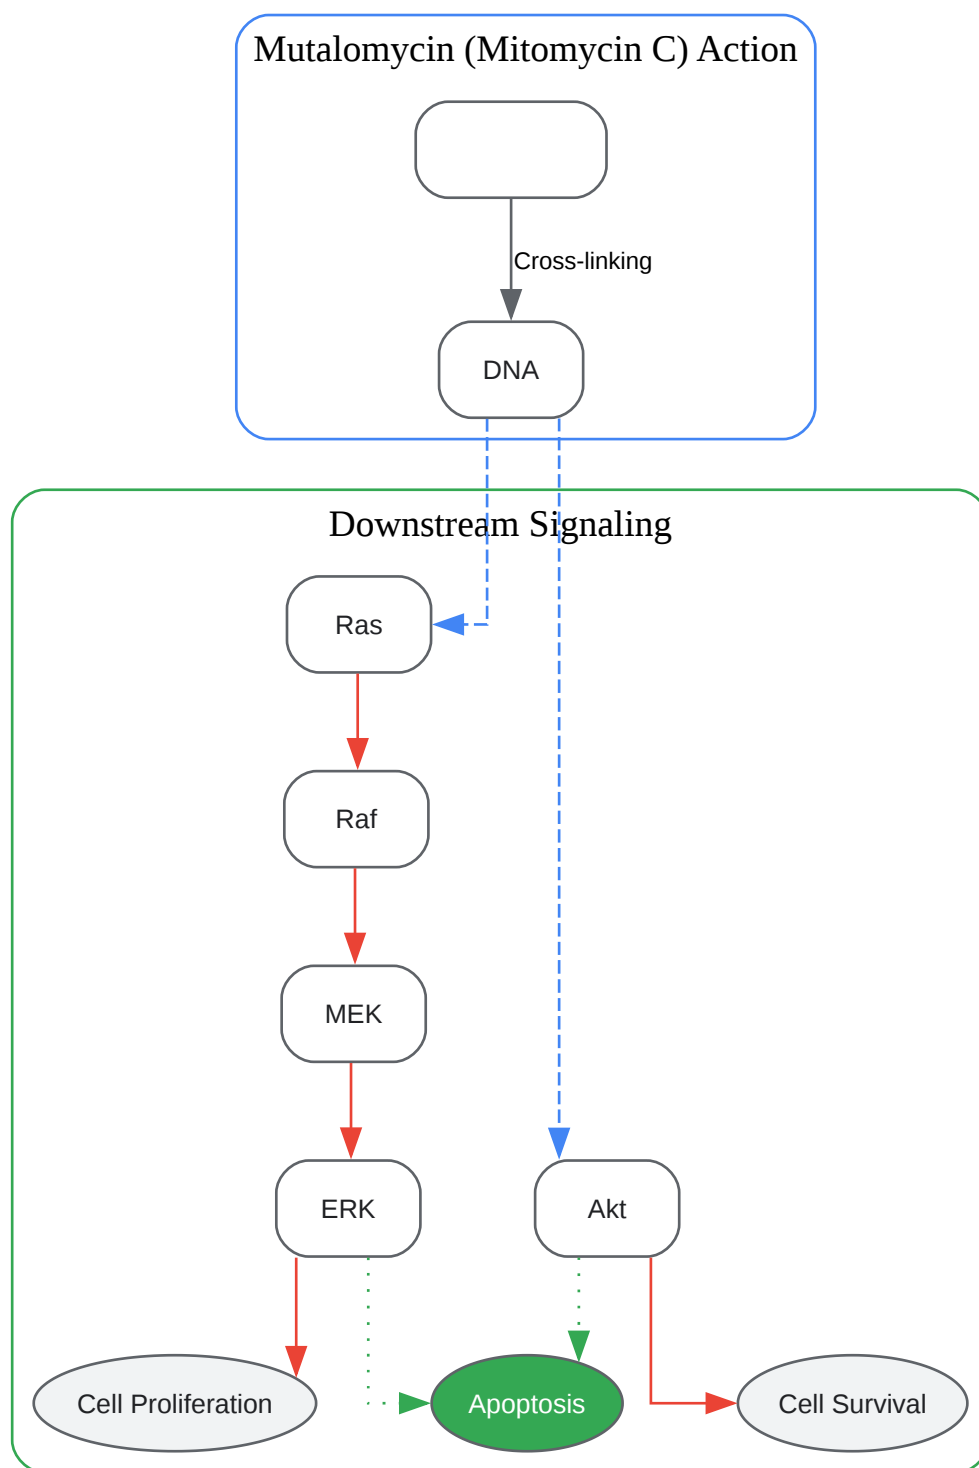 Mutalomycin (Mitomycin C) Action
Cross-linking
DNA
Downstream Signaling
Ras
Raf
MEK
ERK
Akt
Cell Proliferation
Apoptosis
Cell Survival